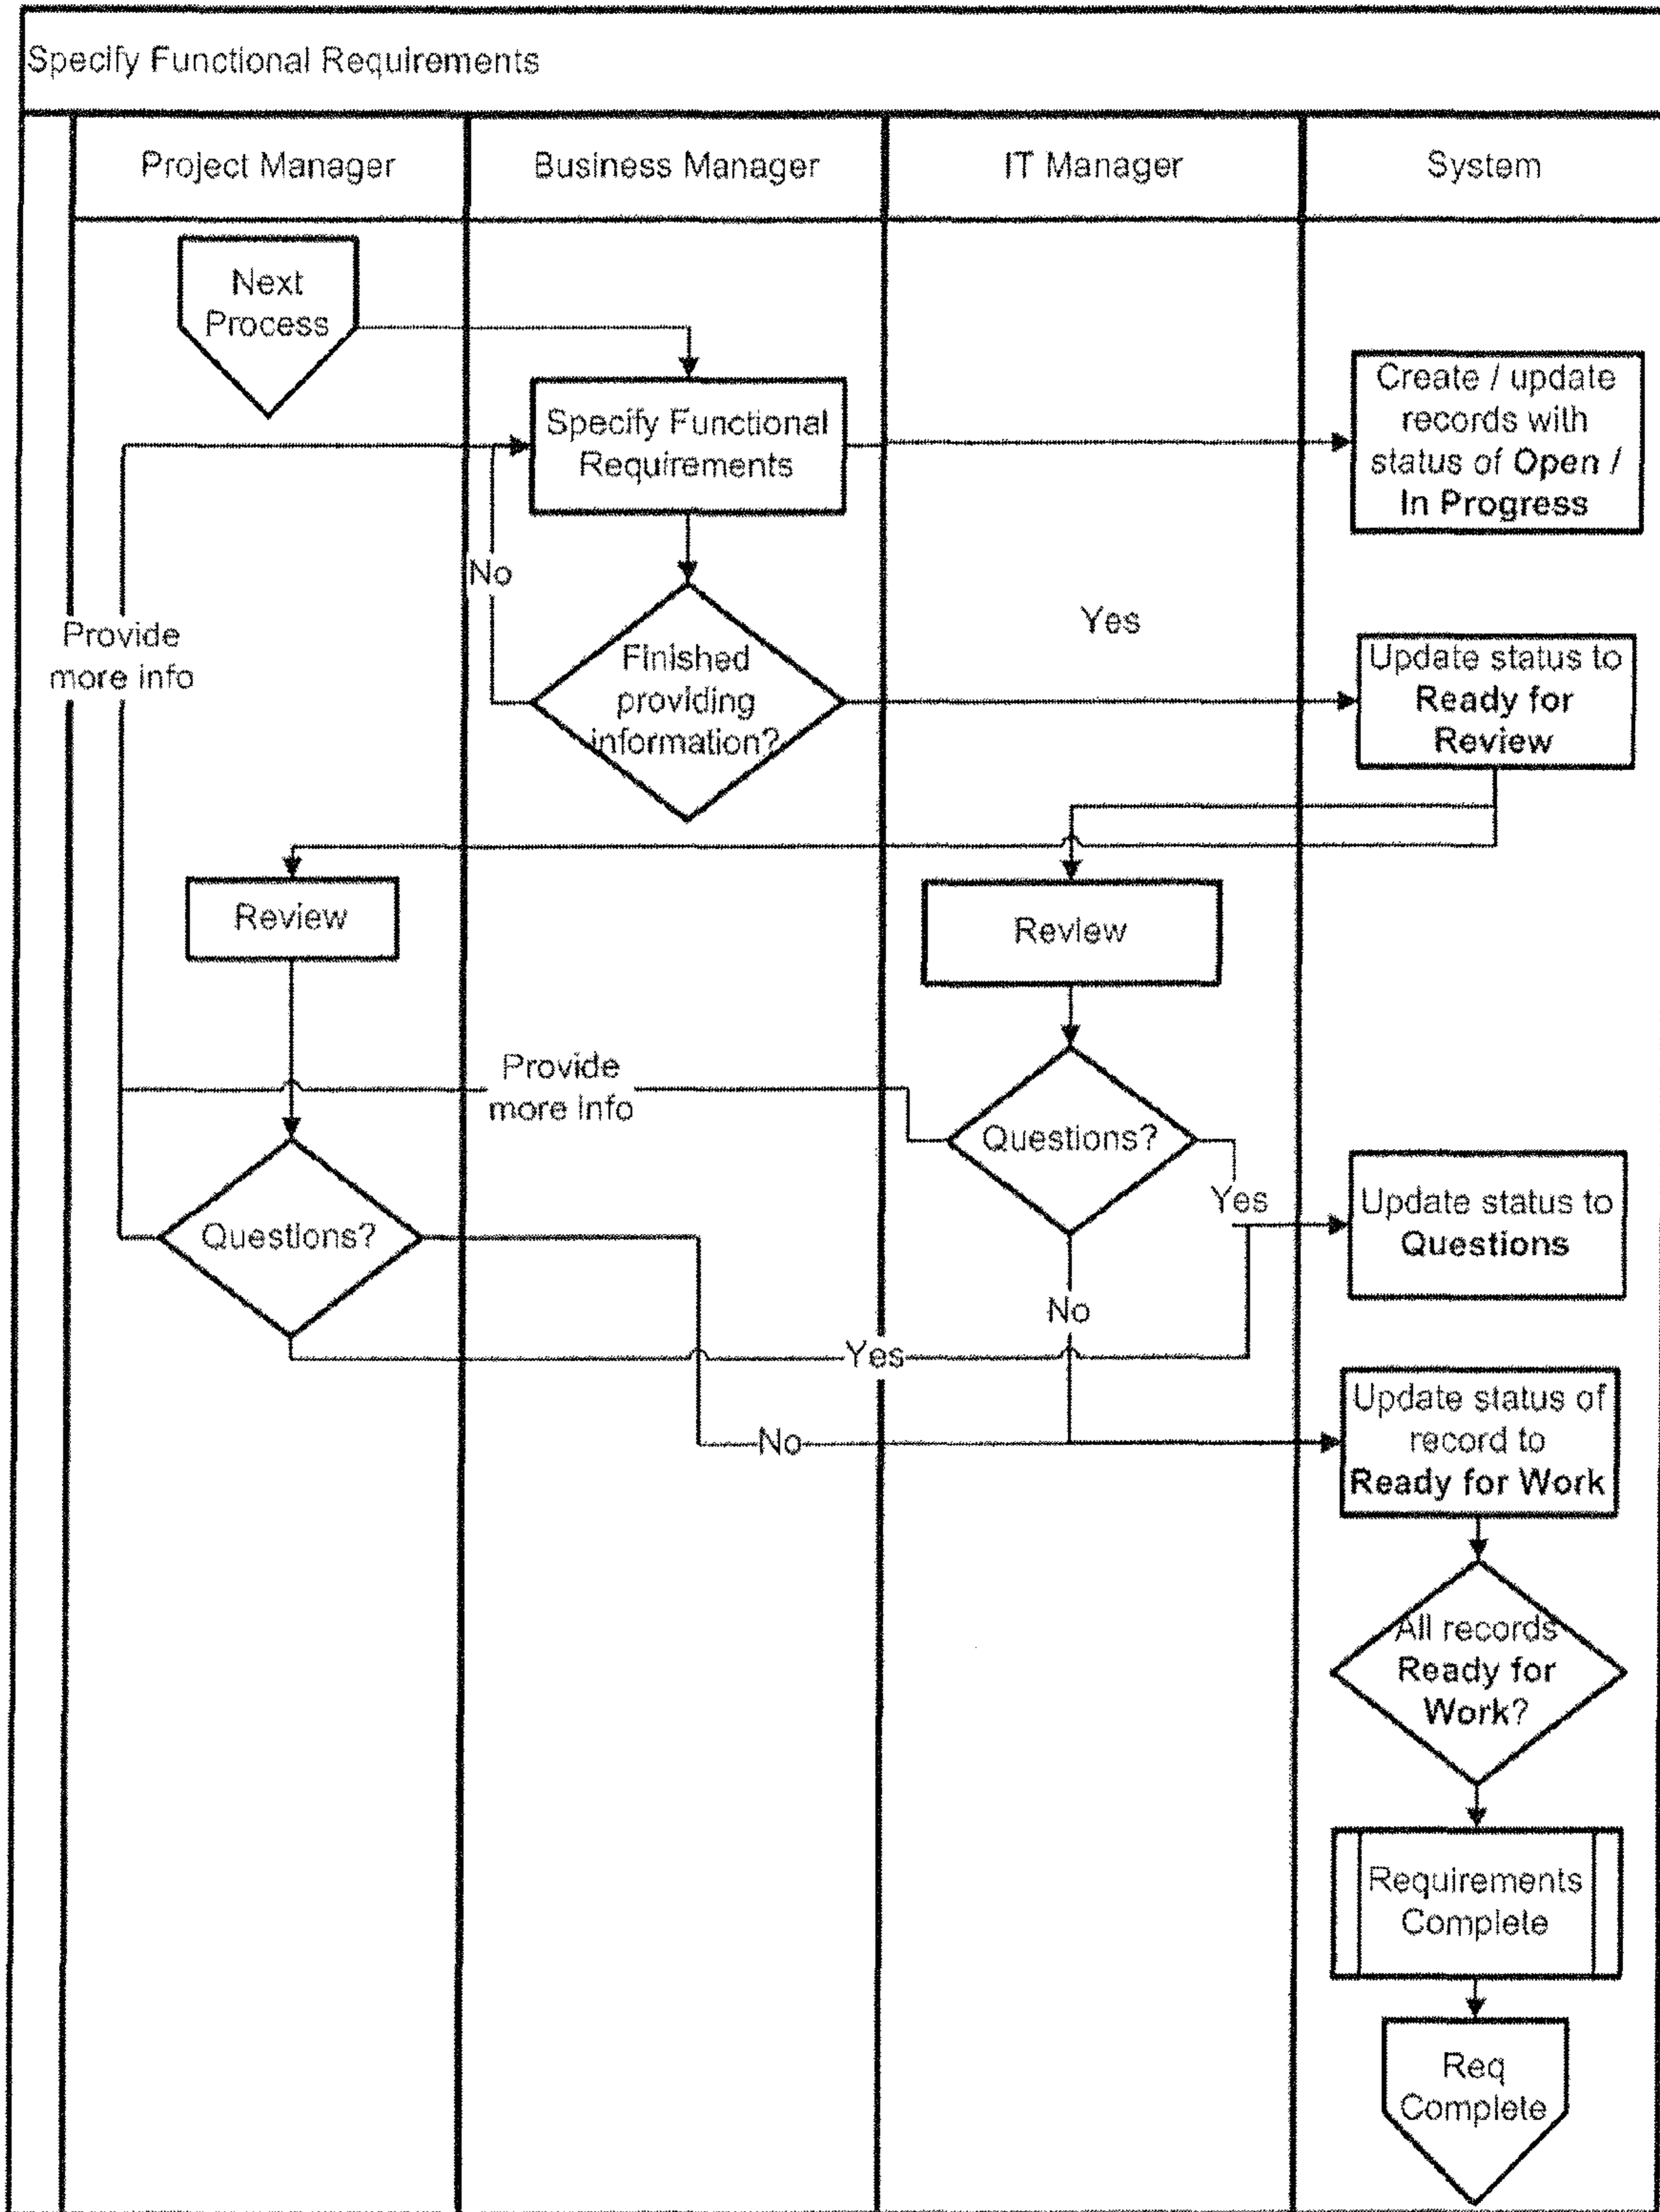 Specify Functional Requirements
Project Manager
Business Manager
IT Manager
System
Next
Process
Specify Functional
Requirements
Create / update
records with
status of Open /
In Progress
No
Provide
more info
Finished
providing
information?
Yes
Update status to
Ready for
Review
Review
Review
Provide
more info
Questions?
Yes
Questions?
Update status to
Questions
No
Yes
No
Update status of
record to
Ready for Work
All records
Ready for
Work?
Requirements
Complete
Req
Complete